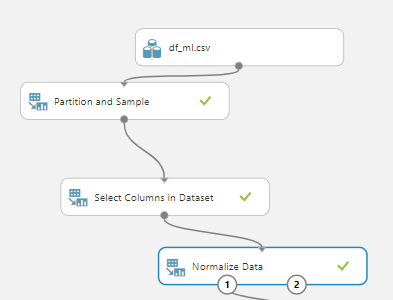 df_ml.csv
Partition and Sample
Select Columns in Dataset
Normalize Data
1 2